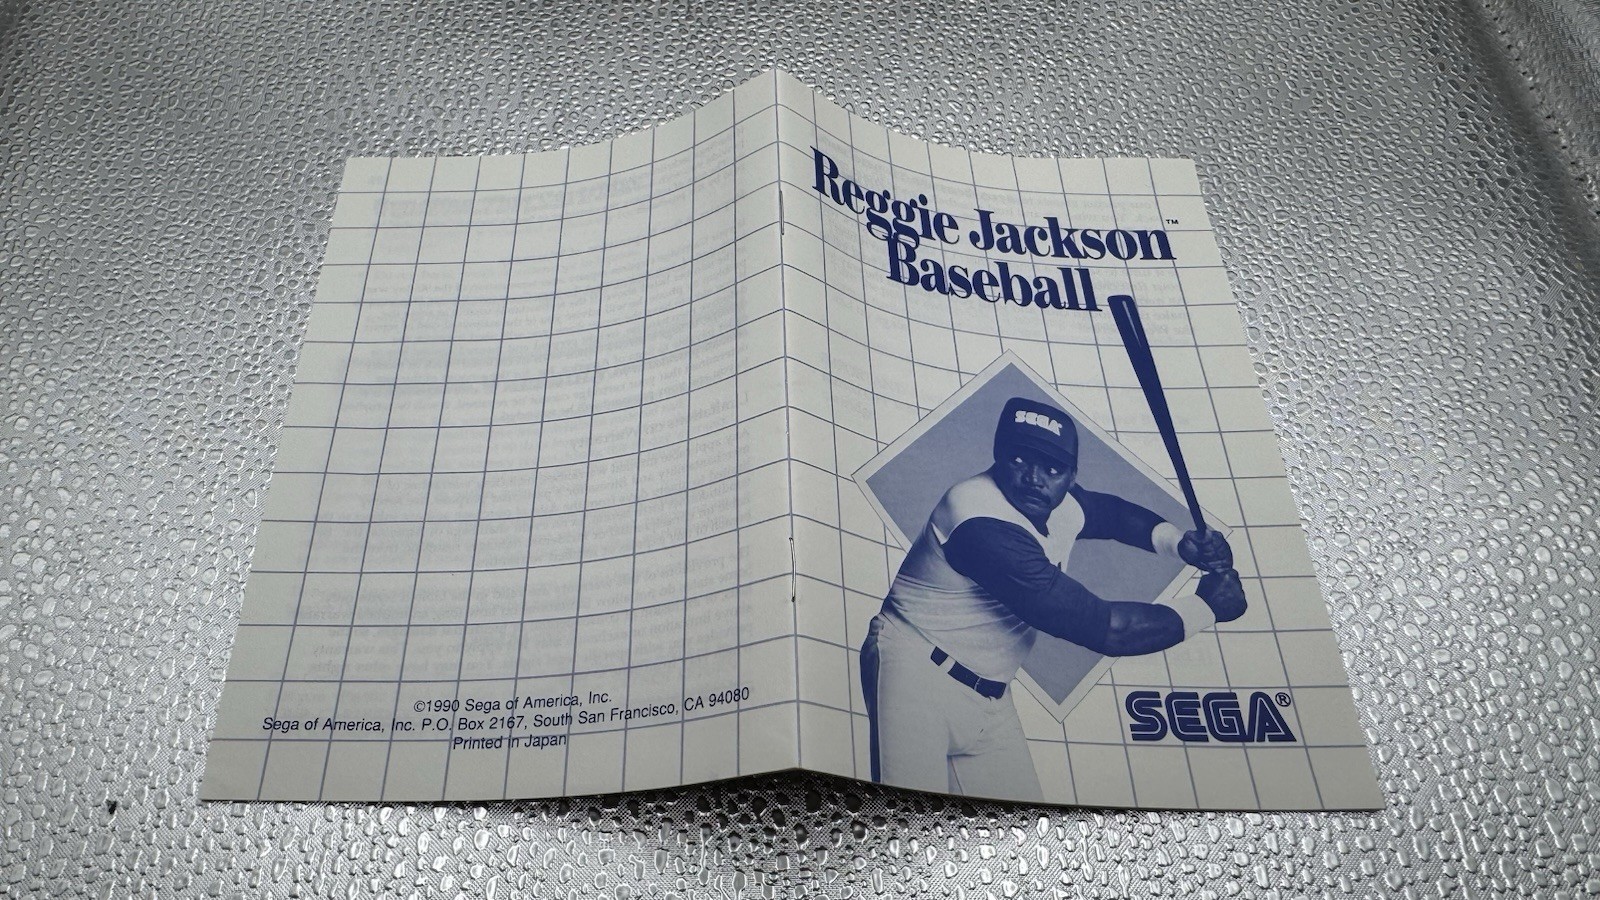 Reggie Jackson™
Baseball
SEGA
SEGA®
©1990 Sega of America, Inc.
Sega of America, Inc. P.O. Box 2167, South San Francisco, CA 94080
Printed in Japan